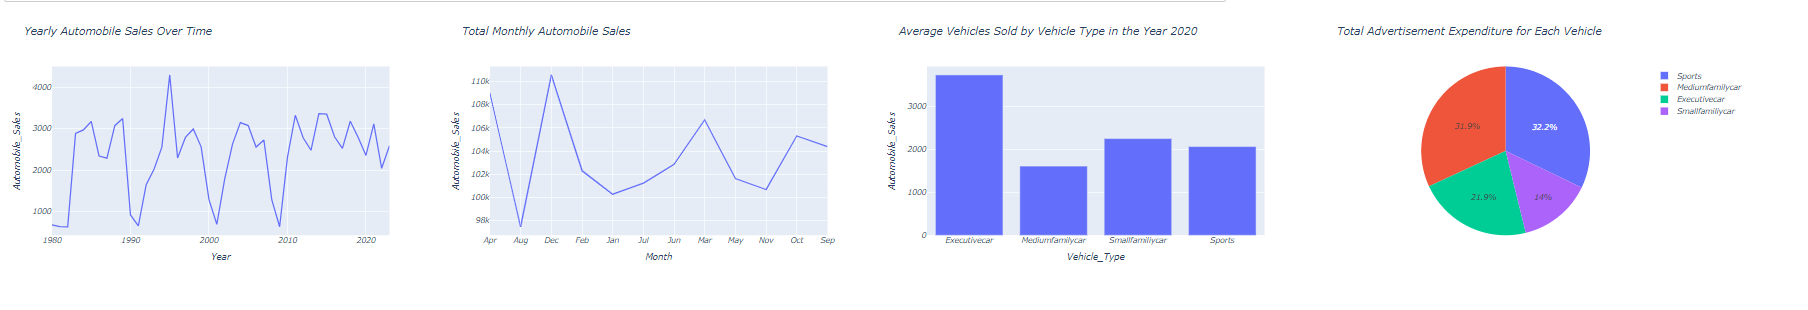 Yearly Automobile Sales Over Time
Automobile_Sales
4000
3000
2000
1000
1980 1990 2000 2010 2020
Year
Total Monthly Automobile Sales
Automobile_Sales
110k
108k
106k
104k
102k
100k
98k
Apr Aug Dec Feb Jan Jul Jun Mar May Nov Oct Sep
Month
Average Vehicles Sold by Vehicle Type in the Year 2020
Automobile_Sales
3000
2000
1000
0
Executivecar Mediumfamilycar Smallfamiliycar Sports
Vehicle_Type
Total Advertisement Expenditure for Each Vehicle
32.2%
31.9%
21.9%
14%
Sports
Mediumfamilycar
Executivecar
Smallfamiliycar